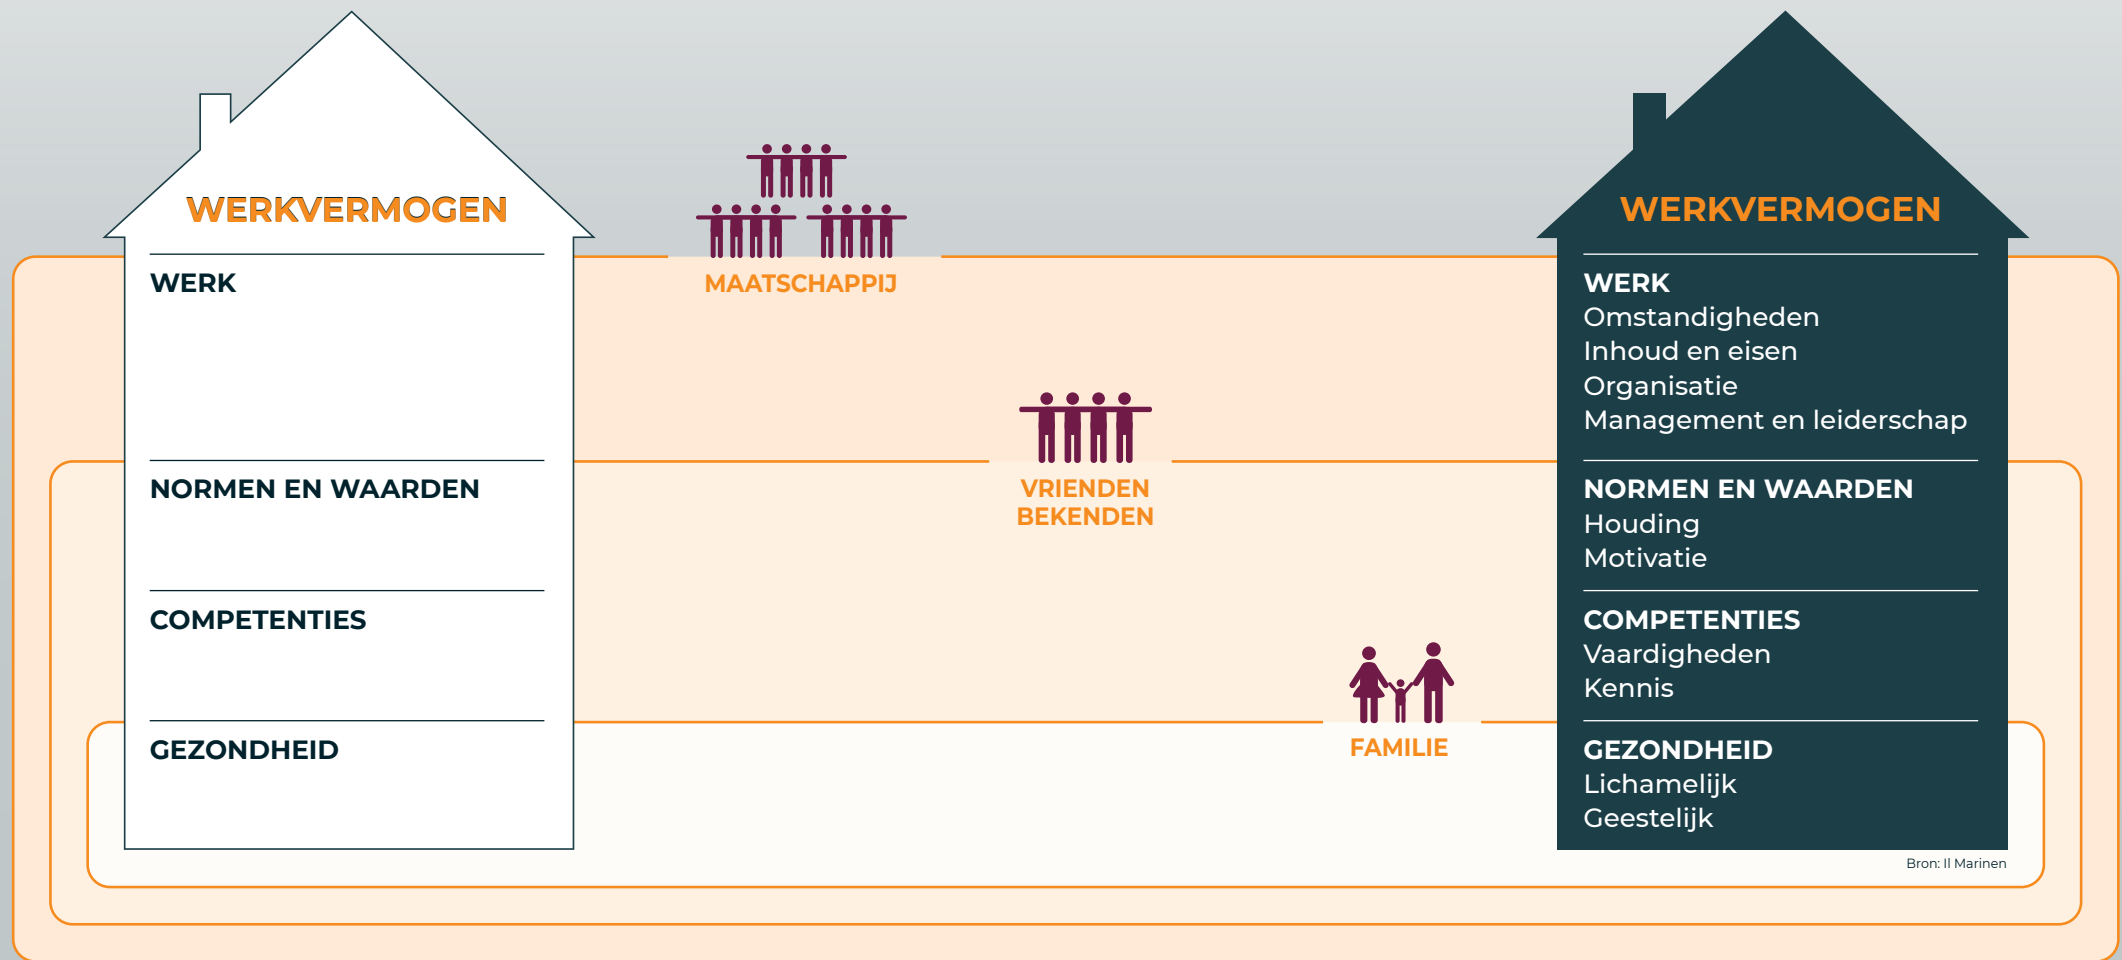 WERKVERMOGEN
WERK
NORMEN EN WAARDEN
COMPETENTIES
GEZONDHEID
MAATSCHAPPIJ
VRIENDEN
BEKENDEN
FAMILIE
WERKVERMOGEN
WERK
Omstandigheden
Inhoud en eisen
Organisatie
Management en leiderschap
NORMEN EN WAARDEN
Houding
Motivatie
COMPETENTIES
Vaardigheden
Kennis
GEZONDHEID
Lichamelijk
Geestelijk
Bron: Il Marinen